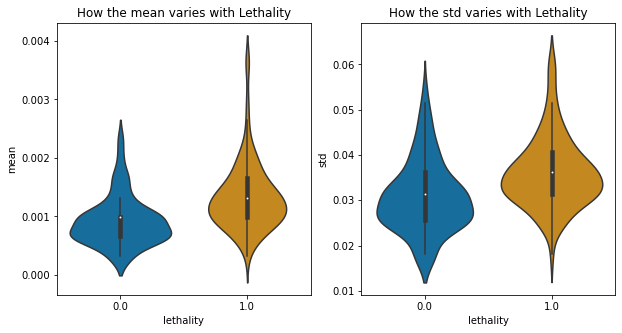 How the mean varies with Lethality
0.004
0.003
0.002
0.001
0.000
mean
0.0
1.0
lethality
How the std varies with Lethality
0.06
0.05
0.04
0.03
0.02
0.01
std
0.0
1.0
lethality